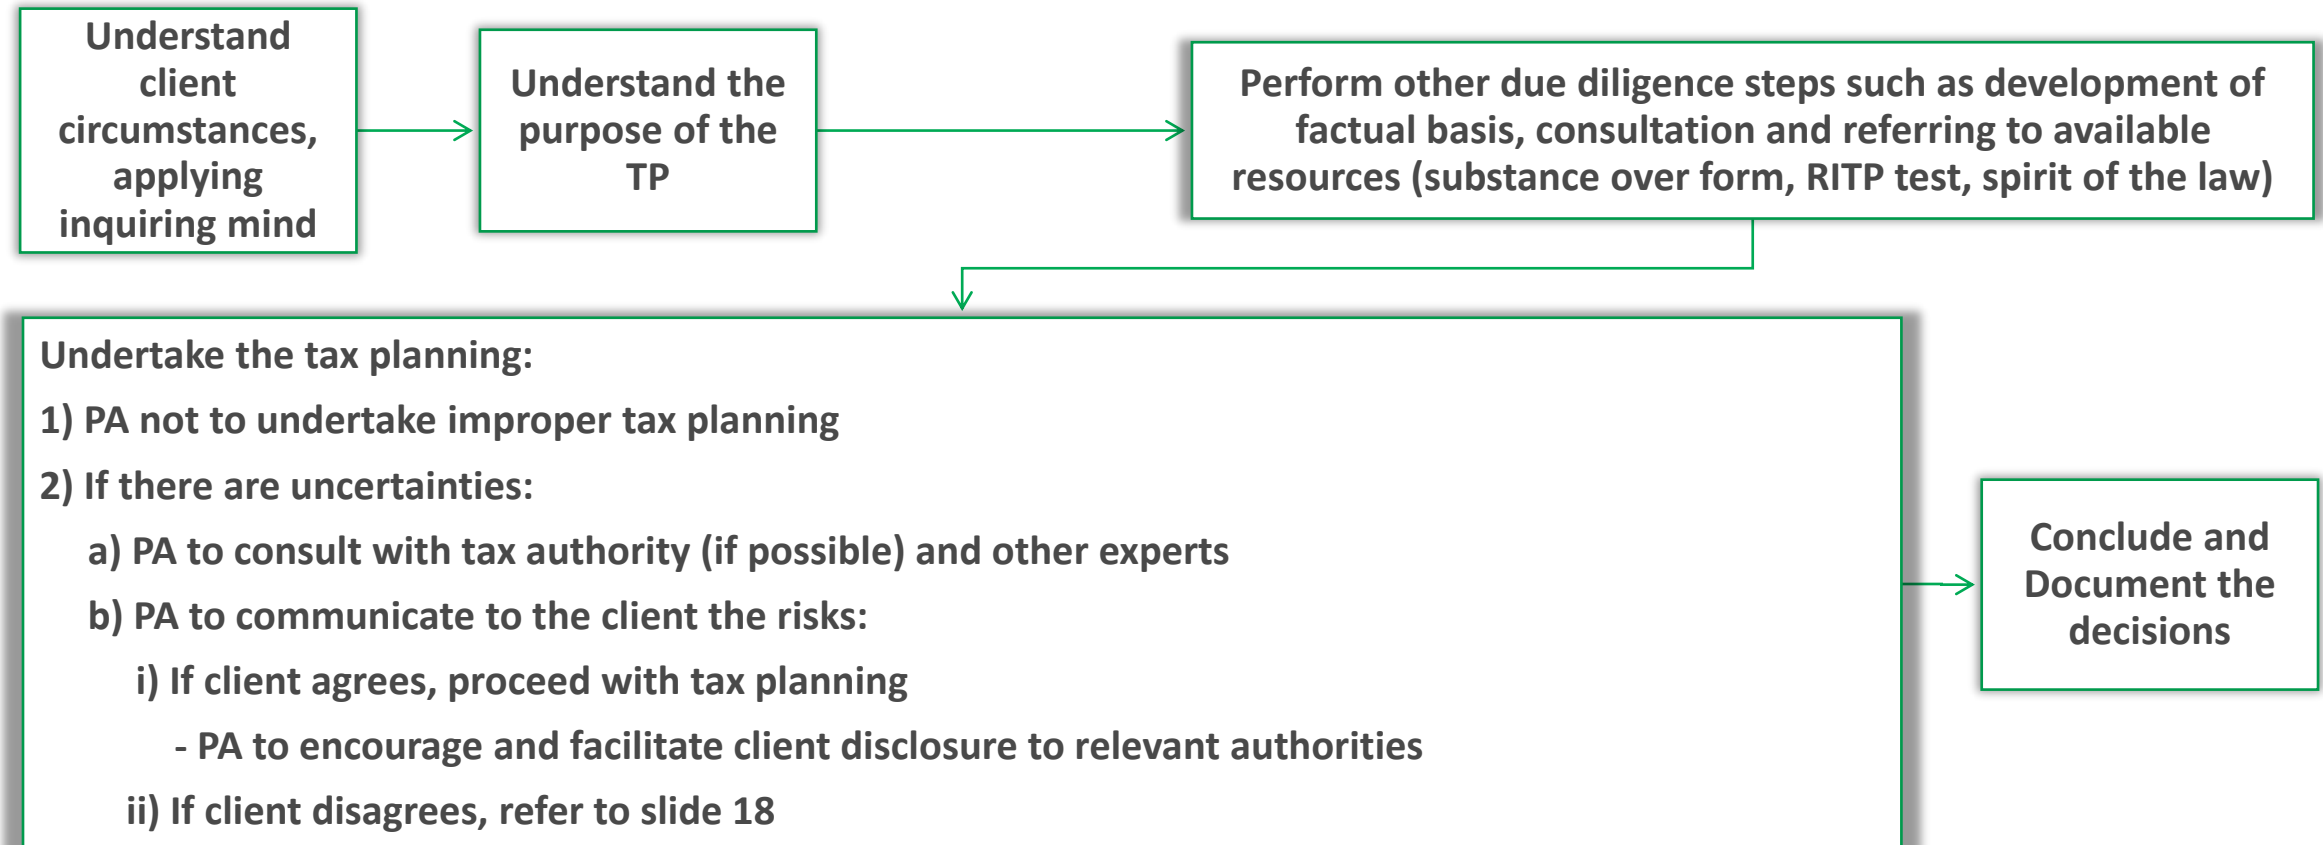 Understand
client
circumstances,
applying
inquiring mind
Understand the
purpose of the
TP
Perform other due diligence steps such as development of
factual basis, consultation and referring to available
resources (substance over form, RITP test, spirit of the law)
Undertake the tax planning:
1) PA not to undertake improper tax planning
2) If there are uncertainties:
a) PA to consult with tax authority (if possible) and other experts
b) PA to communicate to the client the risks:
i) If client agrees, proceed with tax planning
- PA to encourage and facilitate client disclosure to relevant authorities
ii) If client disagrees, refer to slide 18
Conclude and
Document the
decisions